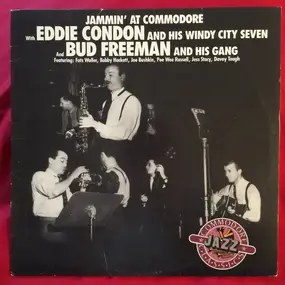 JAMMIN' AT COMMODORE
With EDDIE CONDON AND HIS WINDY CITY SEVEN
And BUD FREEMAN AND HIS GANG
Featuring: Fats Waller, Bobby Hackett, Joe Bushkin, Pee Wee Russell, Jess Stacy, Davey Tough
COMMODORE
JAZZ
CLASSICS